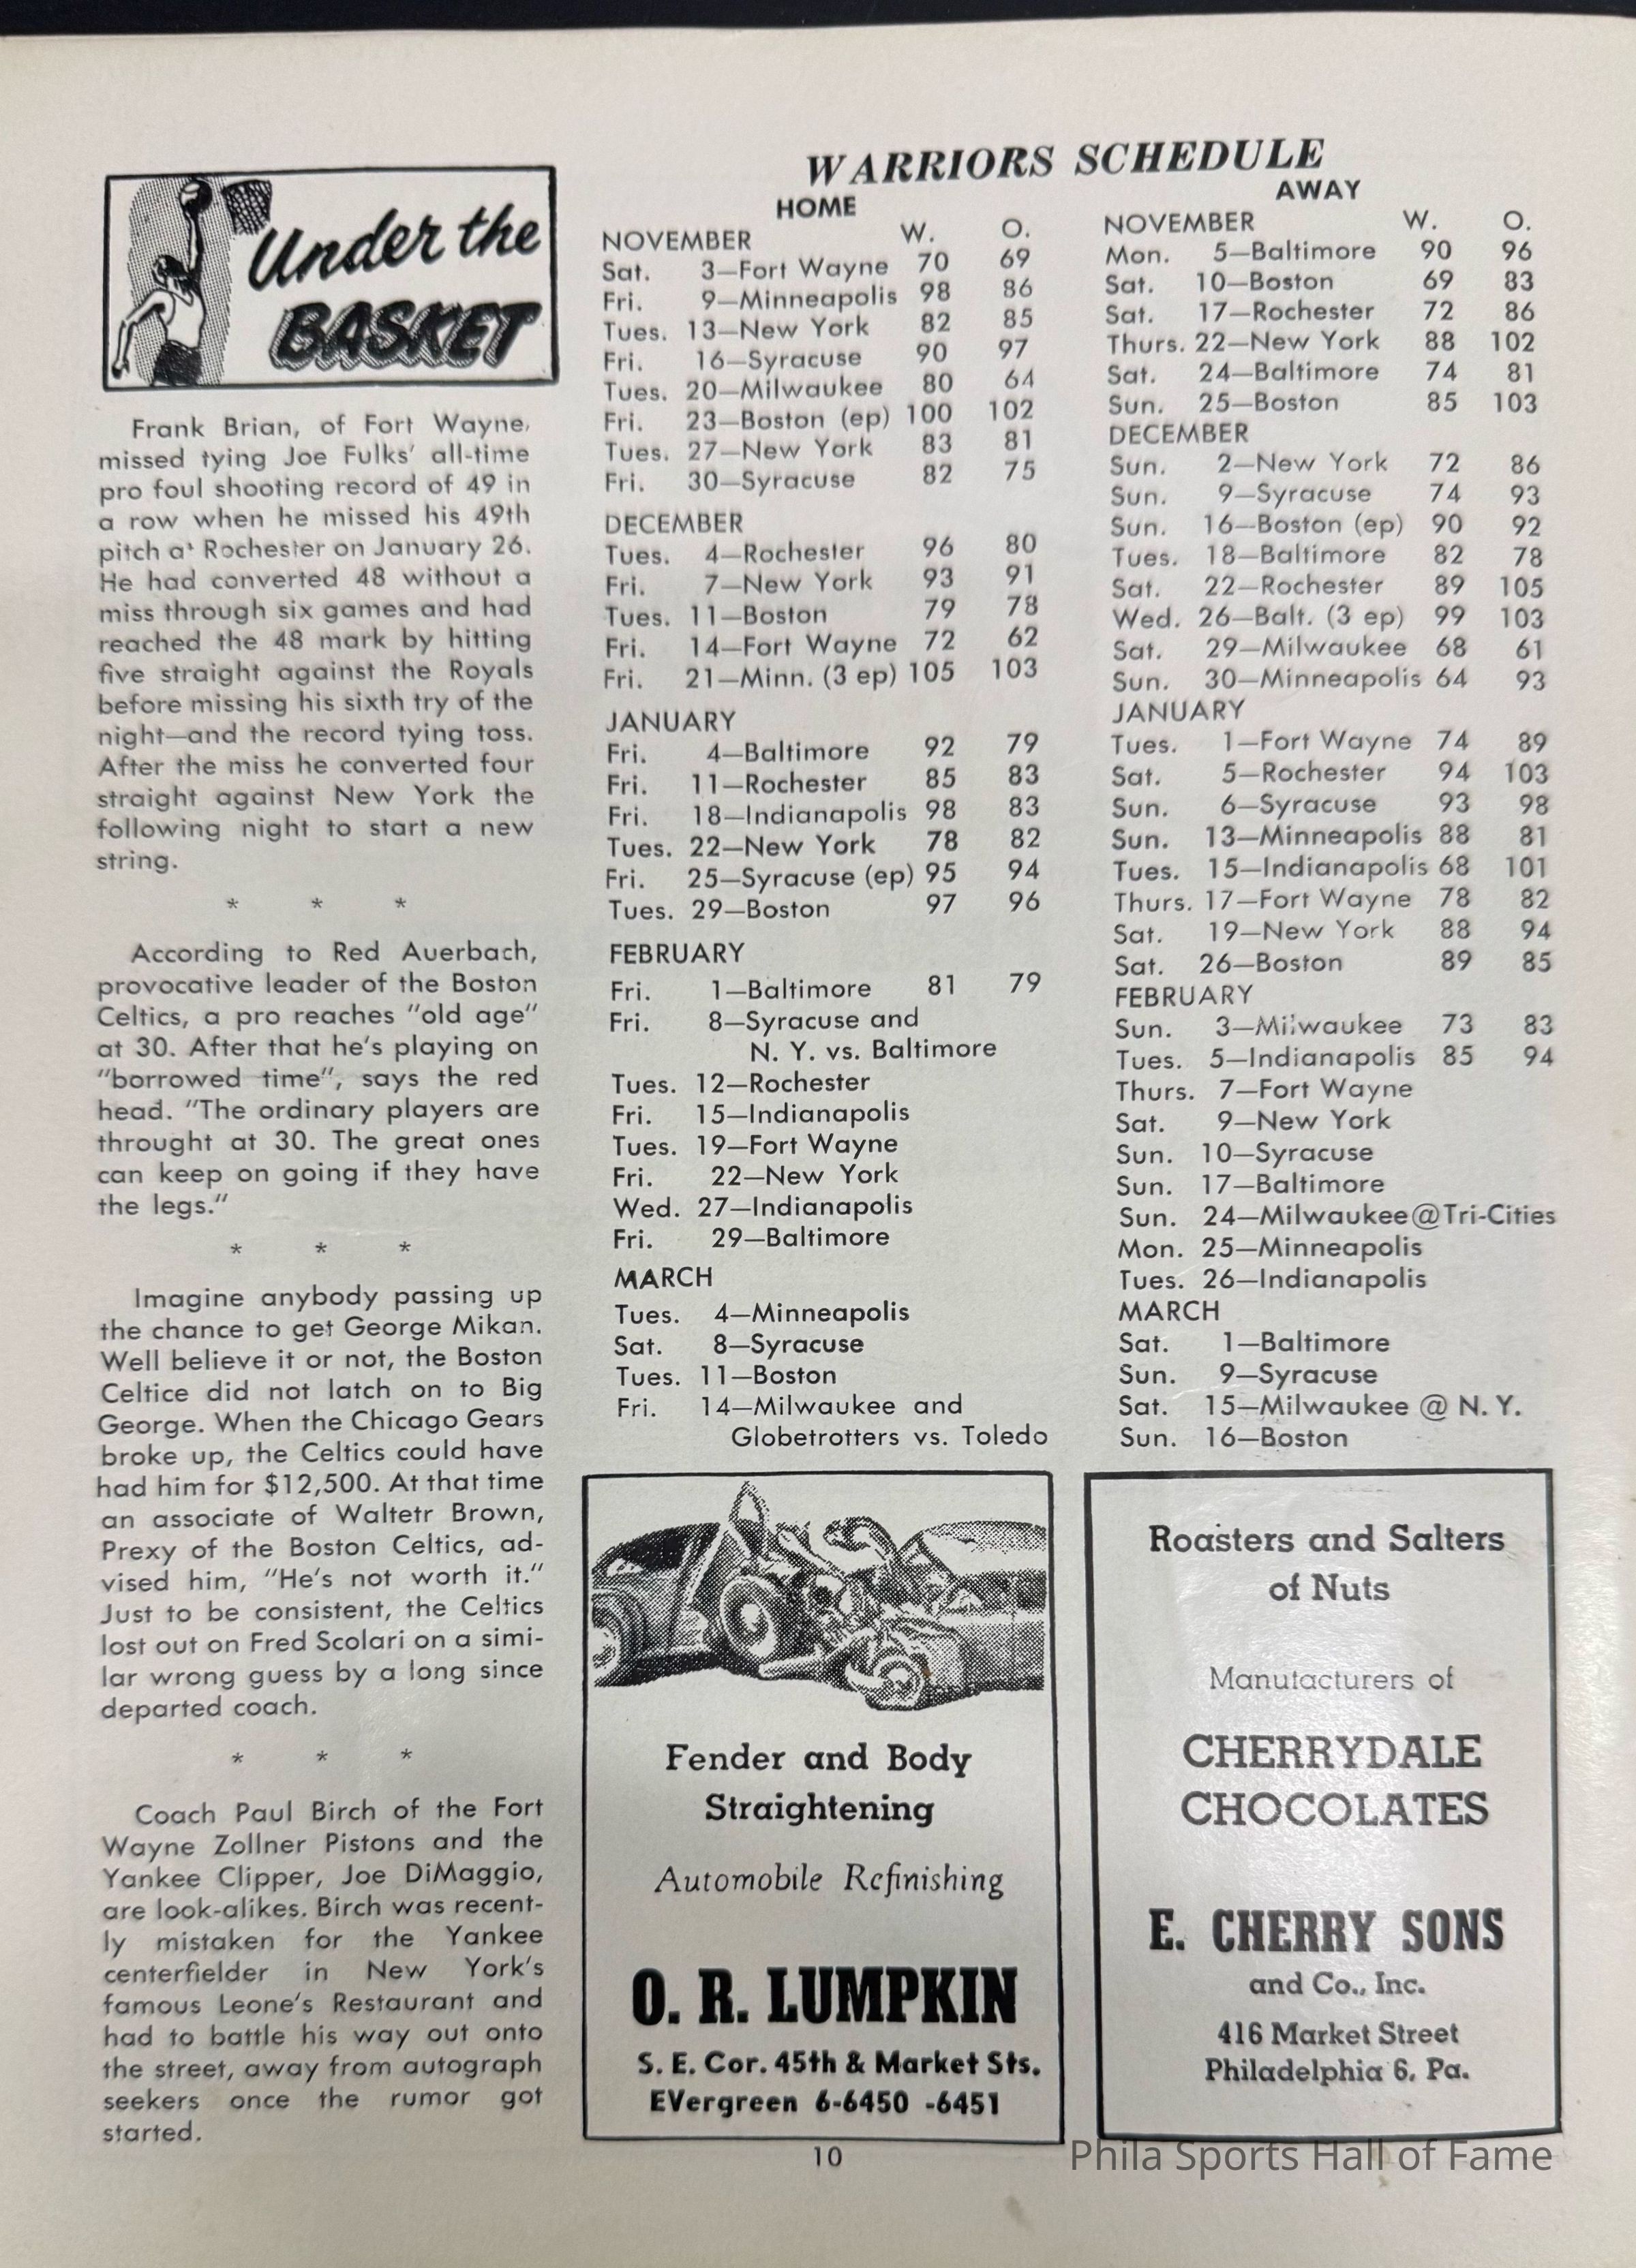 Under the
BASKET
Frank Brian, of Fort Wayne,
missed tying Joe Fulks' all-time
pro foul shooting record of 49 in
a row when he missed his 49th
pitch at Rochester on January 26.
He had converted 48 without a
miss through six games and had
reached the 48 mark by hitting
five straight against the Royals
before missing his sixth try of the
night—and the record tying toss.
After the miss he converted four
straight against New York the
following night to start a new
string.
* * *
According to Red Auerbach,
provocative leader of the Boston
Celtics, a pro reaches "old age"
at 30. After that he's playing on
"borrowed time", says the red
head. "The ordinary players are
throught at 30. The great ones
can keep on going if they have
the legs."
* * *
Imagine anybody passing up
the chance to get George Mikan.
Well believe it or not, the Boston
Celtice did not latch on to Big
George. When the Chicago Gears
broke up, the Celtics could have
had him for $12,500. At that time
an associate of Waltetr Brown,
Prexy of the Boston Celtics, ad-
vised him, "He's not worth it."
Just to be consistent, the Celtics
lost out on Fred Scolari on a simi-
lar wrong guess by a long since
departed coach.
* * *
Coach Paul Birch of the Fort
Wayne Zollner Pistons and the
Yankee Clipper, Joe DiMaggio,
are look-alikes. Birch was recent-
ly mistaken for the Yankee
centerfielder in New York's
famous Leone's Restaurant and
had to battle his way out onto
the street, away from autograph
seekers once the rumor got
started.
WARRIORS SCHEDULE
HOME
NOVEMBER W. O.
Sat. 3—Fort Wayne 70 69
Fri. 9—Minneapolis 98 86
Tues. 13—New York 82 85
Fri. 16—Syracuse 90 97
Tues. 20—Milwaukee 80 64
Fri. 23—Boston (ep) 100 102
Tues. 27—New York 83 81
Fri. 30—Syracuse 82 75
DECEMBER
Tues. 4—Rochester 96 80
Fri. 7—New York 93 91
Tues. 11—Boston 79 78
Fri. 14—Fort Wayne 72 62
Fri. 21—Minn. (3 ep) 105 103
JANUARY
Fri. 4—Baltimore 92 79
Fri. 11—Rochester 85 83
Fri. 18—Indianapolis 98 83
Tues. 22—New York 78 82
Fri. 25—Syracuse (ep) 95 94
Tues. 29—Boston 97 96
FEBRUARY
Fri. 1—Baltimore 81 79
Fri. 8—Syracuse and
N. Y. vs. Baltimore
Tues. 12—Rochester
Fri. 15—Indianapolis
Tues. 19—Fort Wayne
Fri. 22—New York
Wed. 27—Indianapolis
Fri. 29—Baltimore
MARCH
Tues. 4—Minneapolis
Sat. 8—Syracuse
Tues. 11—Boston
Fri. 14—Milwaukee and
Globetrotters vs. Toledo
AWAY
NOVEMBER W. O.
Mon. 5—Baltimore 90 96
Sat. 10—Boston 69 83
Sat. 17—Rochester 72 86
Thurs. 22—New York 88 102
Sat. 24—Baltimore 74 81
Sun. 25—Boston 85 103
DECEMBER
Sun. 2—New York 72 86
Sun. 9—Syracuse 74 93
Sun. 16—Boston (ep) 90 92
Tues. 18—Baltimore 82 78
Sat. 22—Rochester 89 105
Wed. 26—Balt. (3 ep) 99 103
Sat. 29—Milwaukee 68 61
Sun. 30—Minneapolis 64 93
JANUARY
Tues. 1—Fort Wayne 74 89
Sat. 5—Rochester 94 103
Sun. 6—Syracuse 93 98
Sun. 13—Minneapolis 88 81
Tues. 15—Indianapolis 68 101
Thurs. 17—Fort Wayne 78 82
Sat. 19—New York 88 94
Sat. 26—Boston 89 85
FEBRUARY
Sun. 3—Milwaukee 73 83
Tues. 5—Indianapolis 85 94
Thurs. 7—Fort Wayne
Sat. 9—New York
Sun. 10—Syracuse
Sun. 17—Baltimore
Sun. 24—Milwaukee@Tri-Cities
Mon. 25—Minneapolis
Tues. 26—Indianapolis
MARCH
Sat. 1—Baltimore
Sun. 9—Syracuse
Sat. 15—Milwaukee @ N. Y.
Sun. 16—Boston
Fender and Body
Straightening
Automobile Refinishing
O. R. LUMPKIN
S. E. Cor. 45th & Market Sts.
EVergreen 6-6450 -6451
Roasters and Salters
of Nuts
Manufacturers of
CHERRYDALE
CHOCOLATES
E. CHERRY SONS
and Co., Inc.
416 Market Street
Philadelphia 6, Pa.
10
Phila Sports Hall of Fame